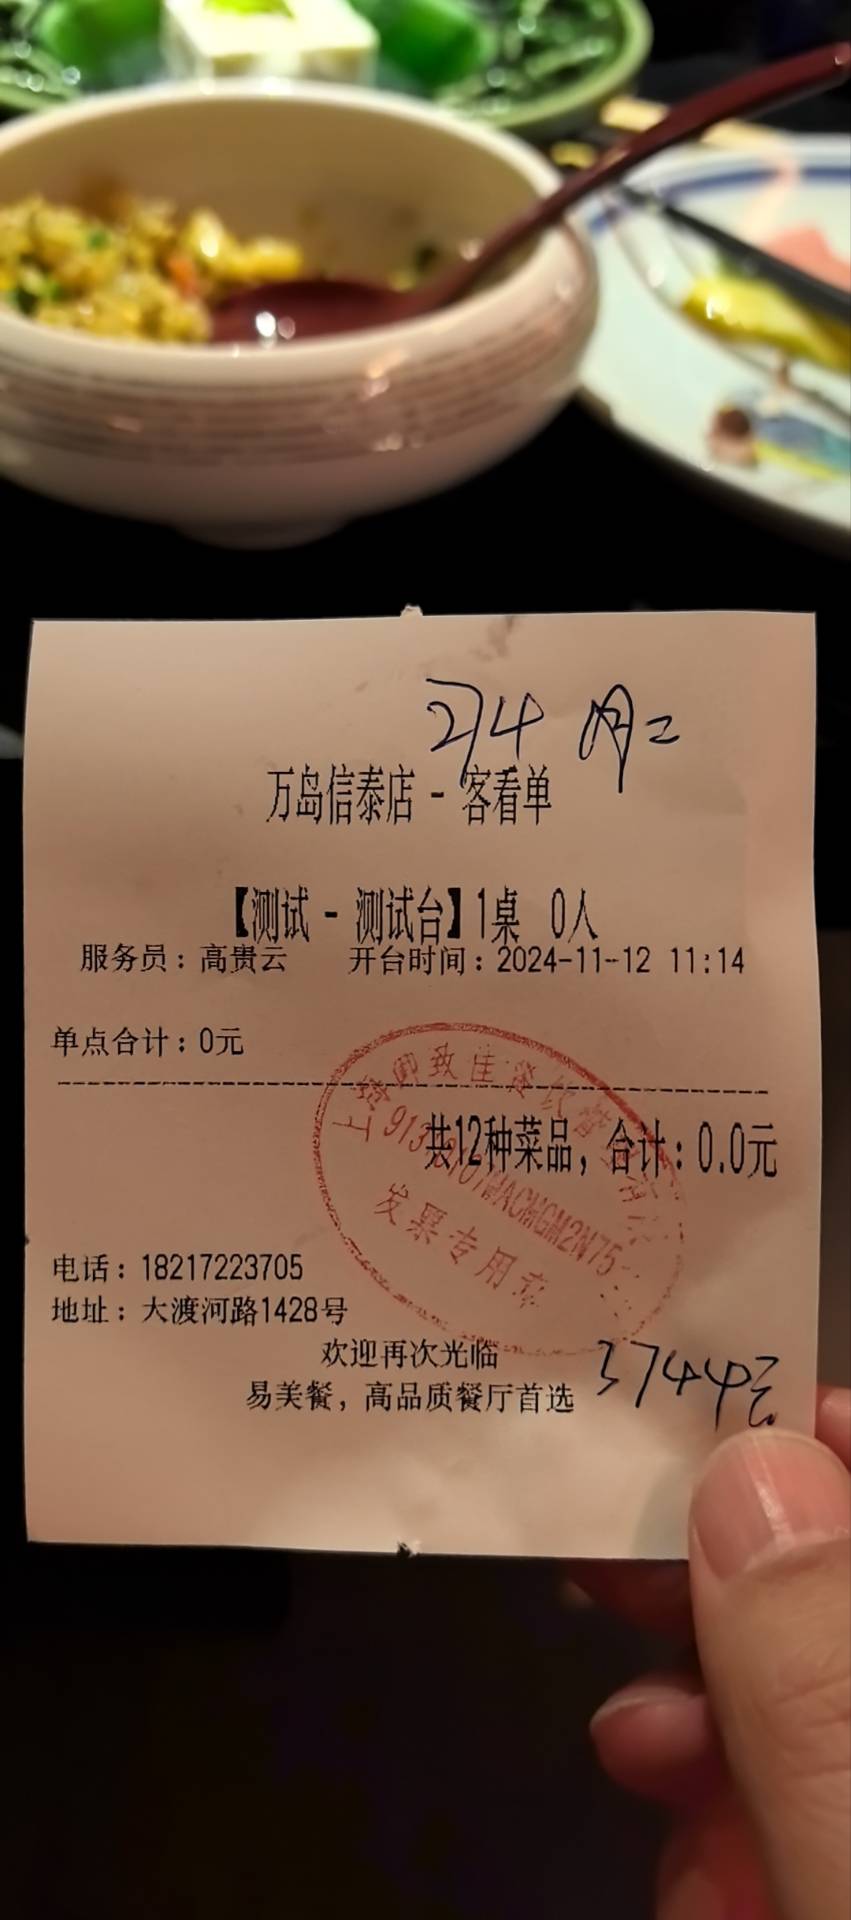 2/4 周二
万岛信泰店 - 客看单
【测试 - 测试台】1桌 0人
服务员：高贵云 开台时间：2024-11-12 11:14
单点合计：0元
共12种菜品，合计：0.0元
发票专用章
电话：18217223705
地址：大渡河路1428号
欢迎再次光临
易美餐，高品质餐厅首选
3744元